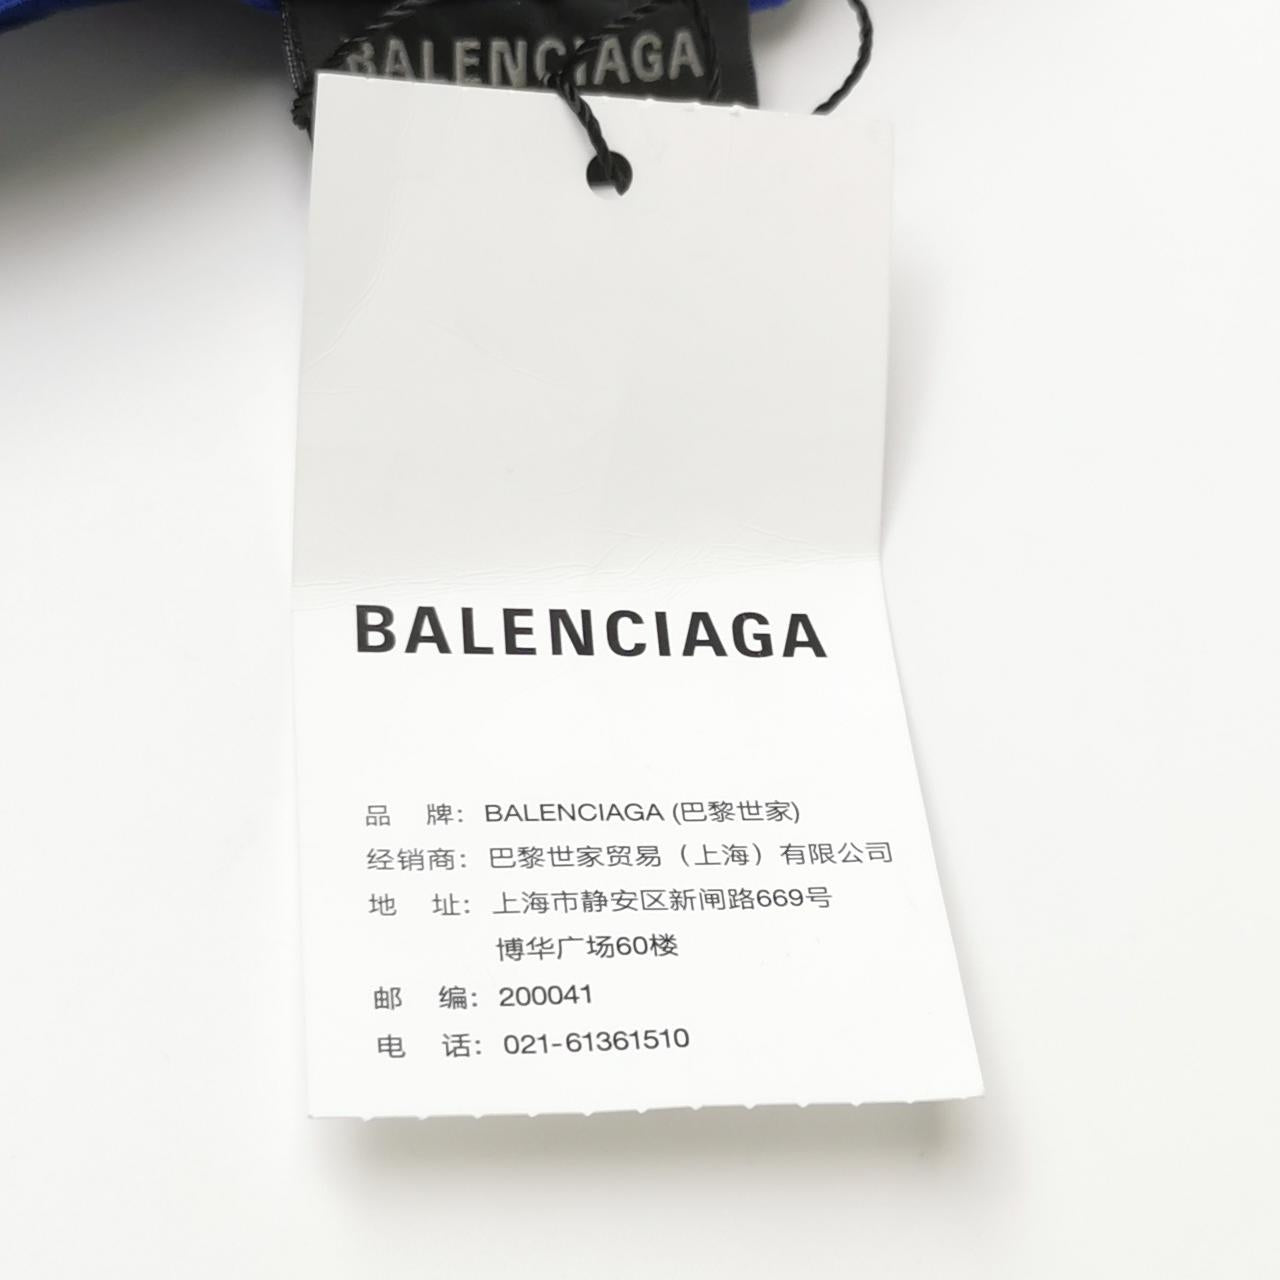 BALENCIAGA
BALENCIAGA
品 牌: BALENCIAGA (巴黎世家)
经销商: 巴黎世家贸易（上海）有限公司
地 址: 上海市静安区新闸路669号
博华广场60楼
邮 编: 200041
电 话: 021-61361510